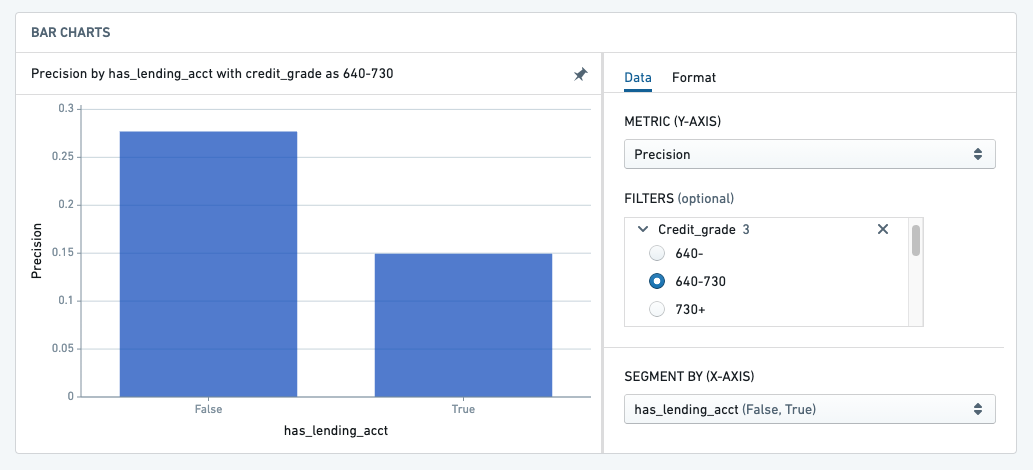 BAR CHARTS
Precision by has_lending_acct with credit_grade as 640-730
0.3
0.25
0.2
0.15
0.1
0.05
0
Precision
False
True
has_lending_acct
Data
Format
METRIC (Y-AXIS)
Precision
FILTERS (optional)
Credit_grade 3
640-
640-730
730+
SEGMENT BY (X-AXIS)
has_lending_acct (False, True)